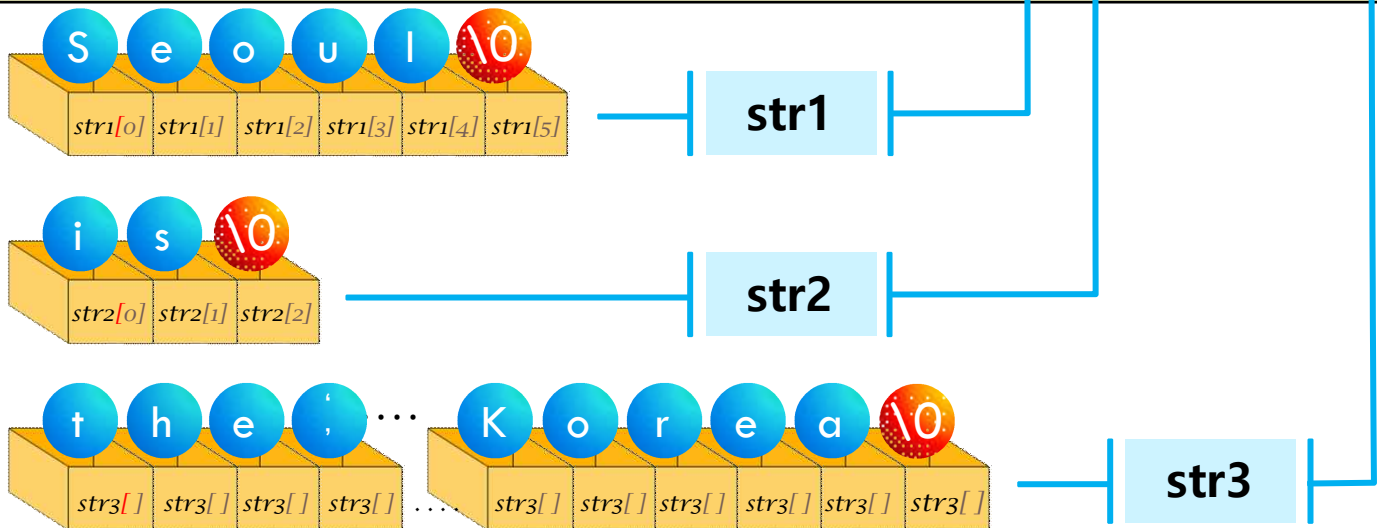 S e o u l \0
str1[0] str1[1] str1[2] str1[3] str1[4] str1[5]
str1
i s \0
str2[0] str2[1] str2[2]
str2
t h e ‘ ’ .... K o r e a \0
str3[ ] str3[ ] str3[ ] str3[ ] .... str3[ ] str3[ ] str3[ ] str3[ ] str3[ ] str3[ ]
str3